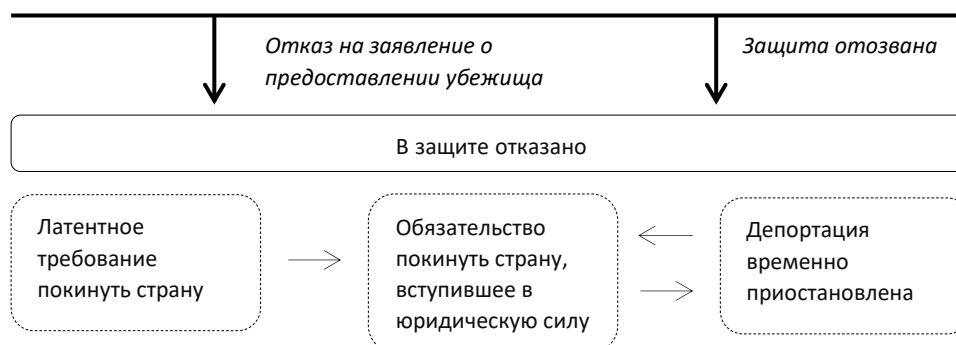 Отказ на заявление о
предоставлении убежища
Защита отозвана
В защите отказано
Латентное
требование
покинуть страну
Обязательство
покинуть страну,
вступившее в
юридическую силу
Депортация
временно
приостановлена